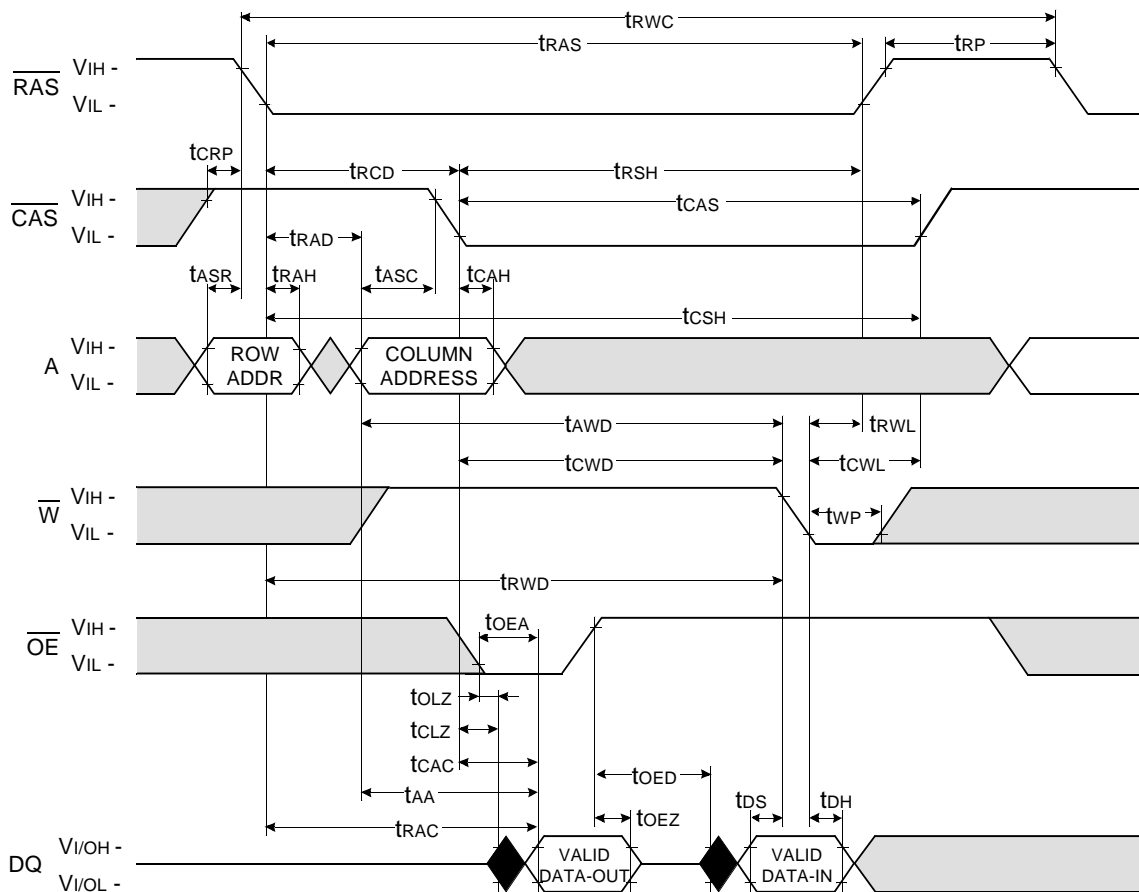 tRWC
tRAS
tRP
RAS
VIH -
VIL -
tCRP
tRCD
tRSH
CAS
VIH -
VIL -
tCAS
tRAD
tASR
tRAH
tASC
tCAH
tCSH
A
VIH -
VIL -
ROW
ADDR
COLUMN
ADDRESS
tAWD
tRWL
tCWD
tCWL
W
VIH -
VIL -
tWP
tRWD
OE
VIH -
VIL -
tOEA
tOLZ
tCLZ
tCAC
tOED
tAA
tDS
tDH
tRAC
tOEZ
DQ
VI/OH -
VI/OL -
VALID
DATA-OUT
VALID
DATA-IN